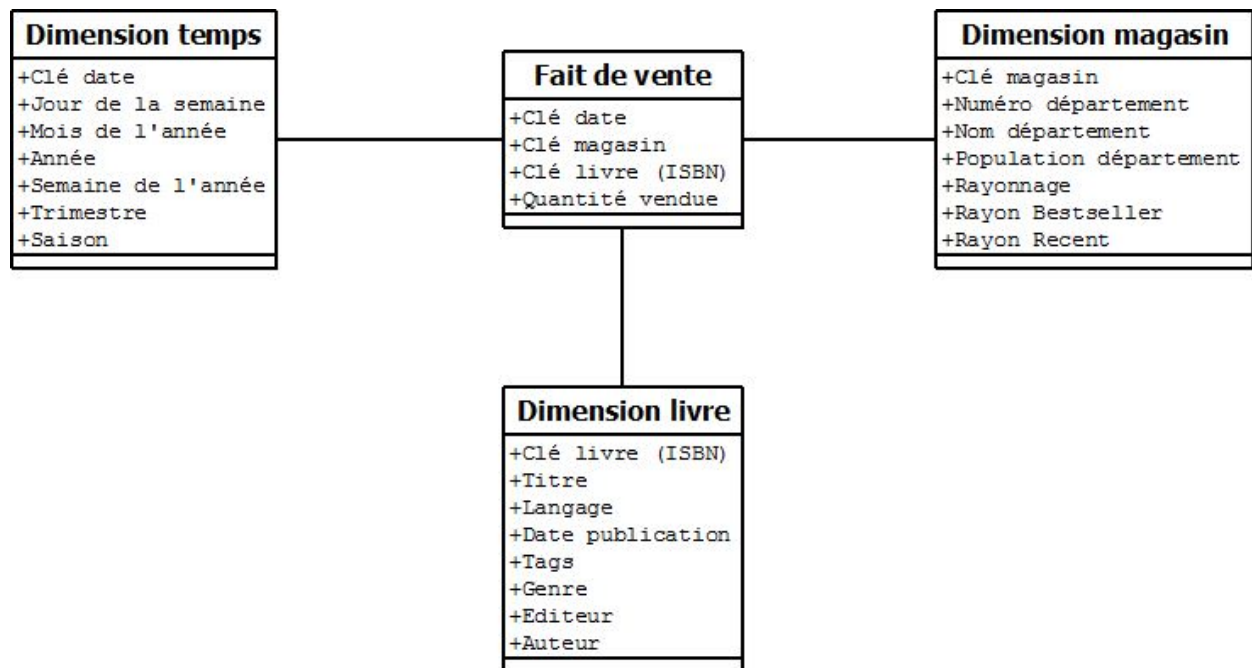 Dimension temps
+Clé date
+Jour de la semaine
+Mois de l'année
+Année
+Semaine de l'année
+Trimestre
+Saison
Fait de vente
+Clé date
+Clé magasin
+Clé livre (ISBN)
+Quantité vendue
Dimension magasin
+Clé magasin
+Numéro département
+Nom département
+Population département
+Rayonnage
+Rayon Bestseller
+Rayon Recent
Dimension livre
+Clé livre (ISBN)
+Titre
+Langage
+Date publication
+Tags
+Genre
+Editeur
+Auteur